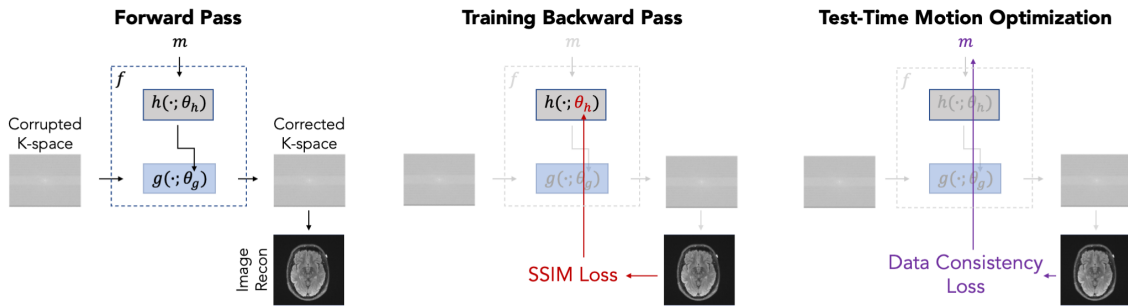 Forward Pass
m
f
h(·; θₕ)
Corrupted
K-space
Corrected
K-space
g(·; θg)
Image
Recon
Training Backward Pass
m
f
h(·; θₕ)
g(·; θg)
SSIM Loss
Test-Time Motion Optimization
m
f
h(·; θₕ)
g(·; θg)
Data Consistency
Loss